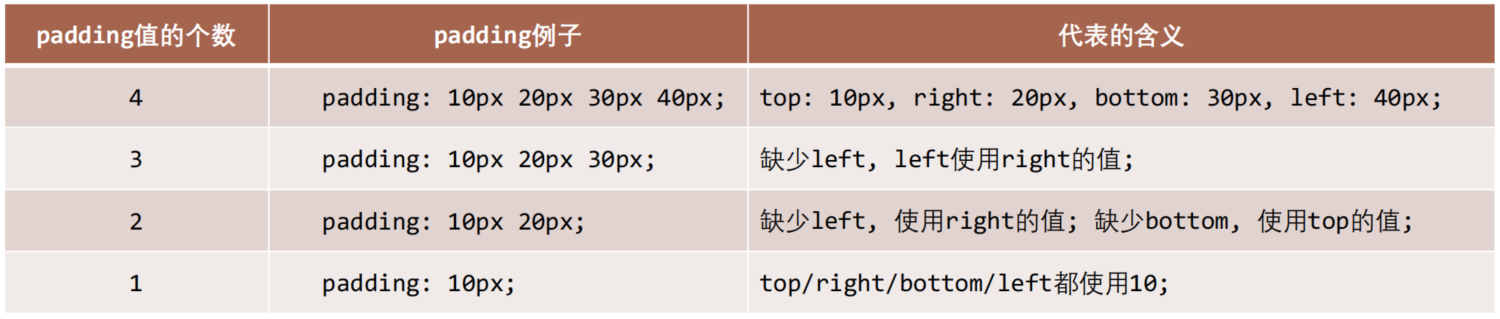 padding值的个数 padding例子 代表的含义
4 padding: 10px 20px 30px 40px; top: 10px, right: 20px, bottom: 30px, left: 40px;
3 padding: 10px 20px 30px; 缺少left, left使用right的值;
2 padding: 10px 20px; 缺少left, 使用right的值; 缺少bottom, 使用top的值;
1 padding: 10px; top/right/bottom/left都使用10;